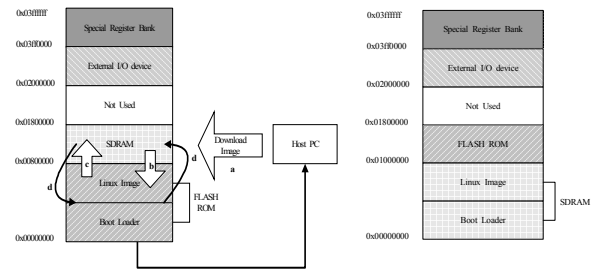 0x03ffffff
Special Register Bank
0x03ff0000
External I/O device
0x02000000
Not Used
0x01800000
SDRAM
0x00800000
c
b
d
d
Download
Image
a
Host PC
Linux Image
FLASH
ROM
Boot Loader
0x00000000
0x03ffffff
Special Register Bank
0x03ff0000
External I/O device
0x02000000
Not Used
0x01800000
FLASH ROM
0x01000000
Linux Image
SDRAM
Boot Loader
0x00000000